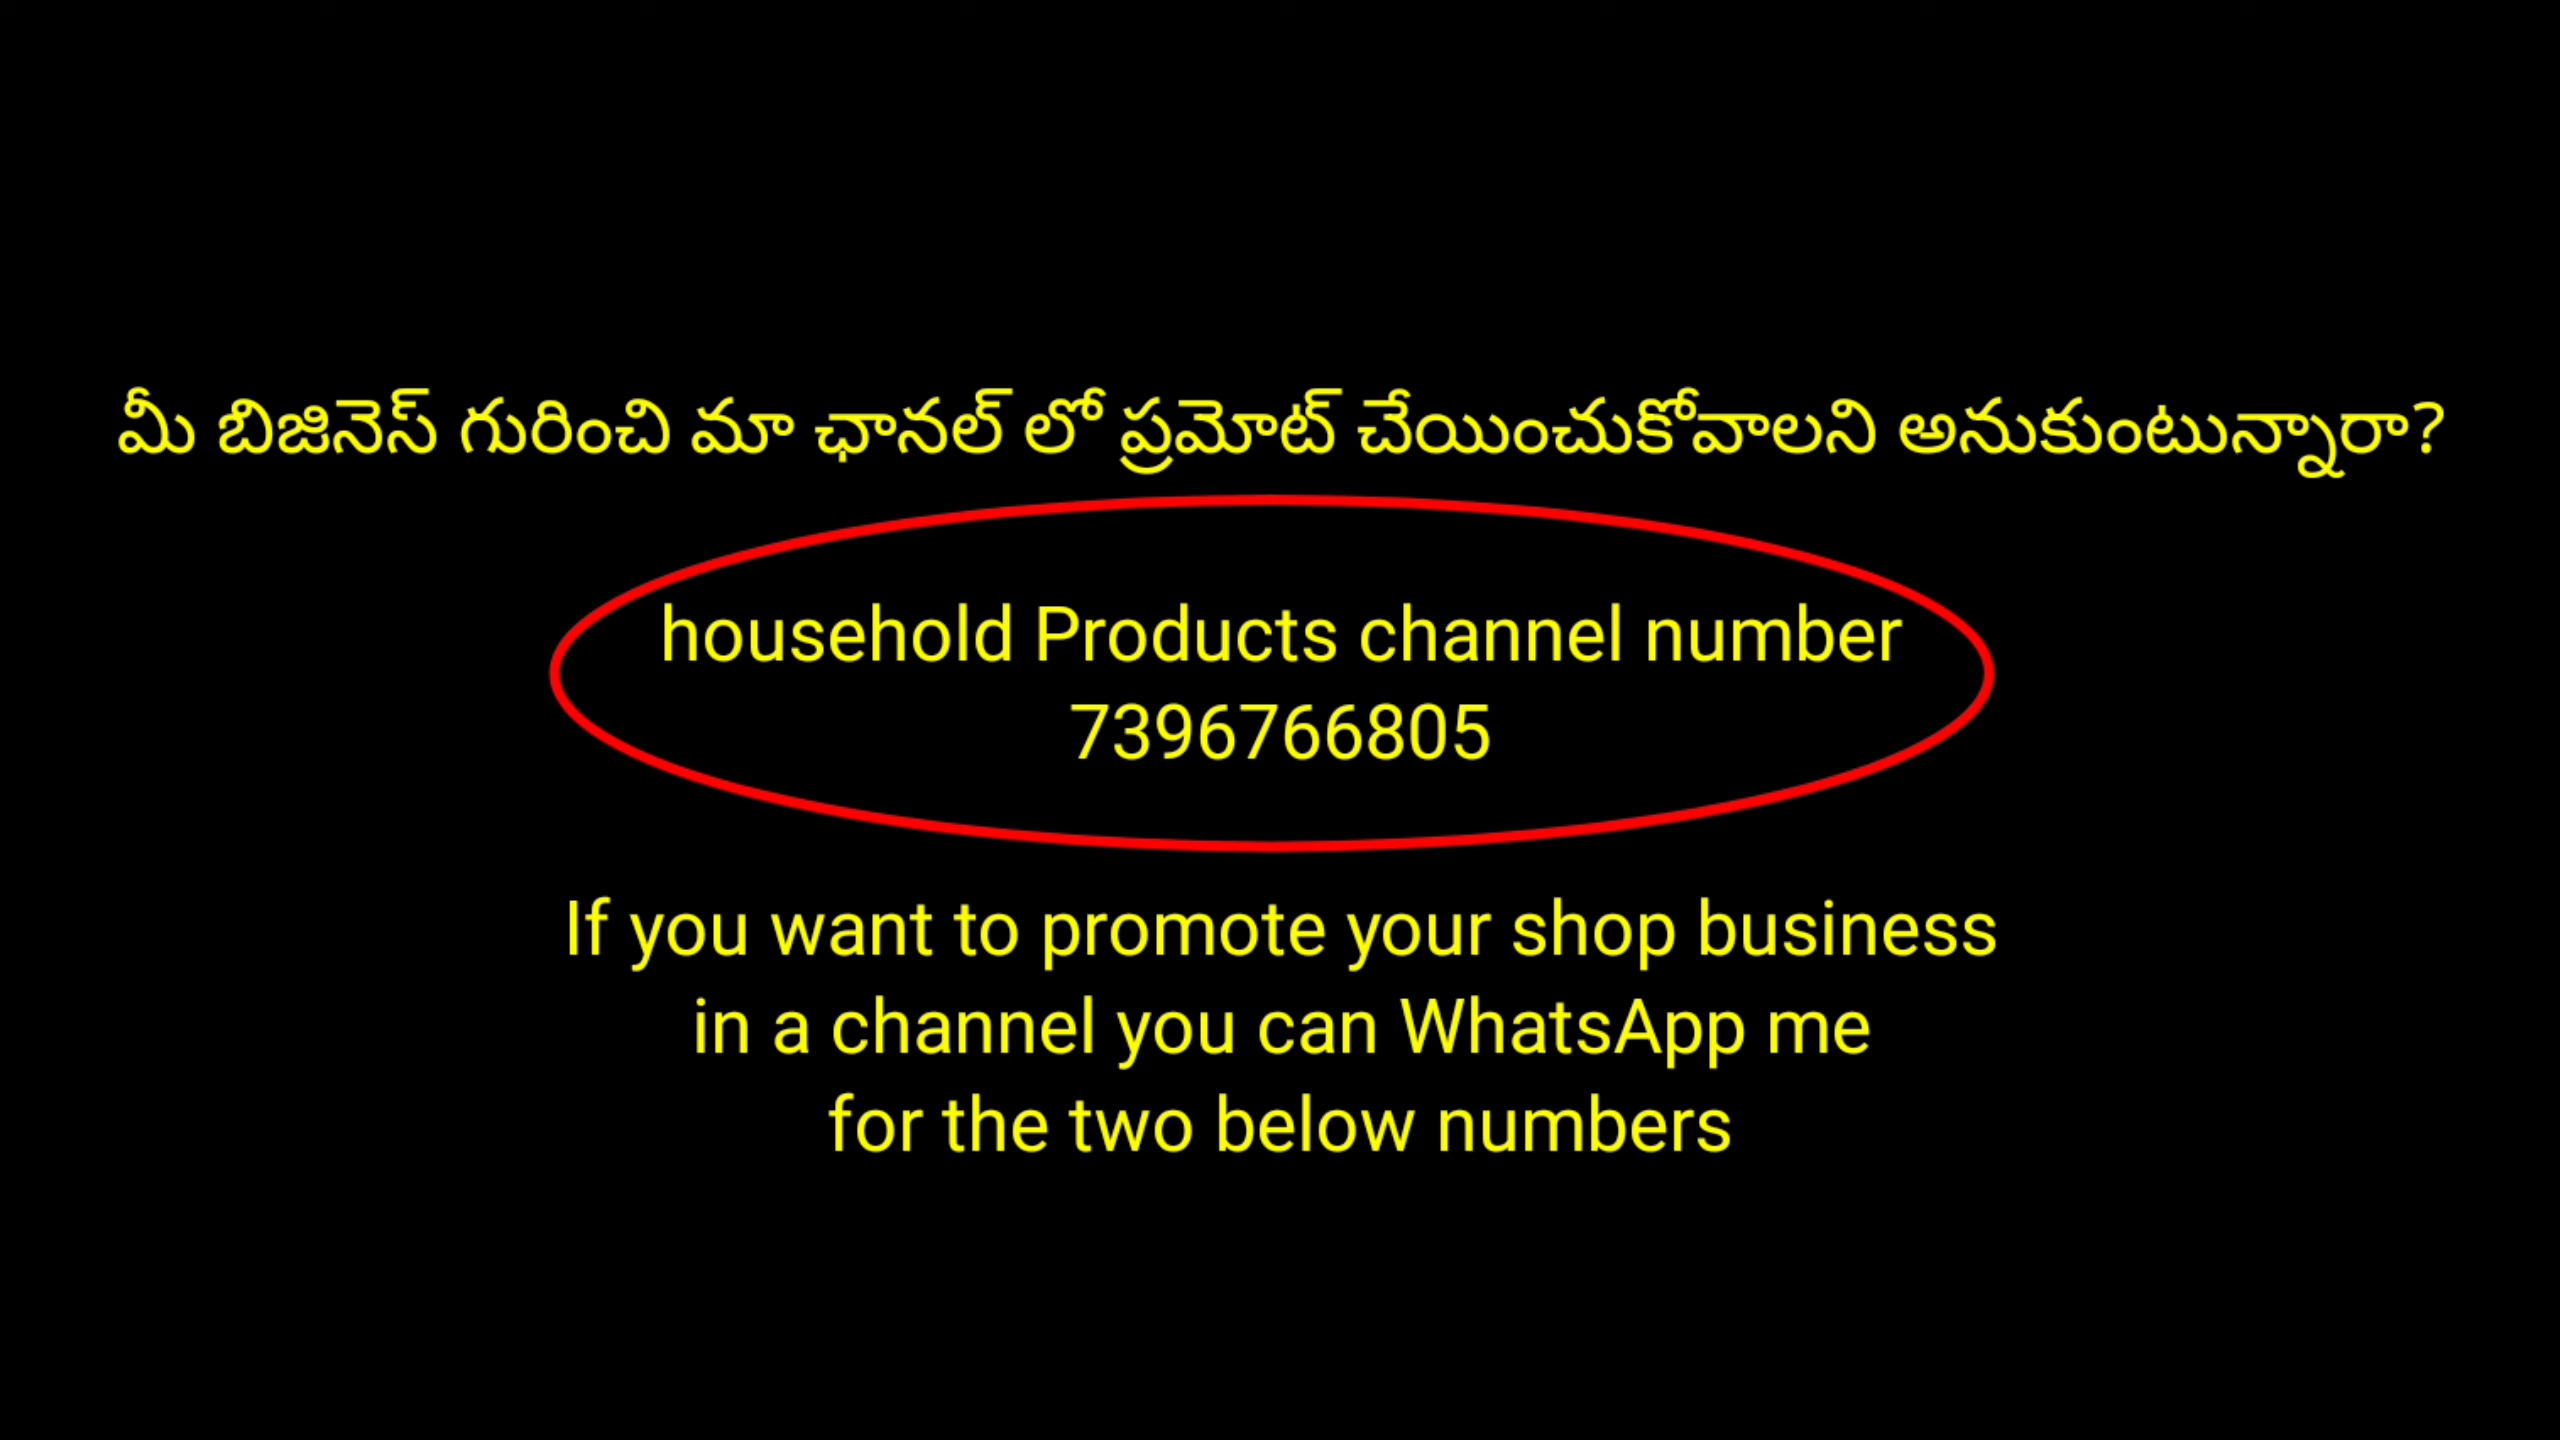 మీ బిజినెస్ గురించి మా ఛానల్ లో ప్రమోట్ చేయించుకోవాలని అనుకుంటున్నారా?
household Products channel number
7396766805
If you want to promote your shop business
in a channel you can WhatsApp me
for the two below numbers